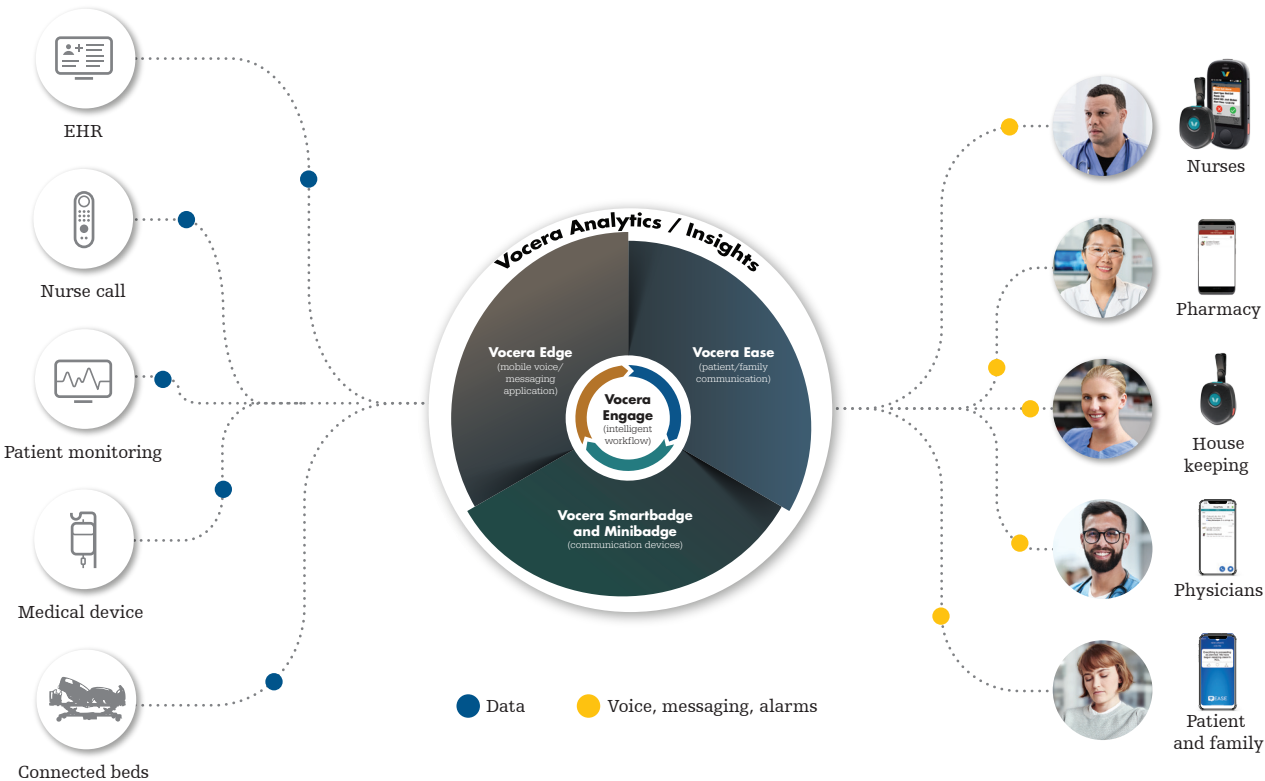 EHR
Nurse call
Patient monitoring
Medical device
Connected beds
Vocera Analytics / Insights
Vocera Edge
(mobile voice/
messaging
application)
Vocera Ease
(patient/family
communication)
Vocera
Engage
(intelligent
workflow)
Vocera Smartbadge
and Minibadge
(communication devices)
Data
Voice, messaging, alarms
Nurses
Pharmacy
House
keeping
Physicians
EASE
Patient
and family